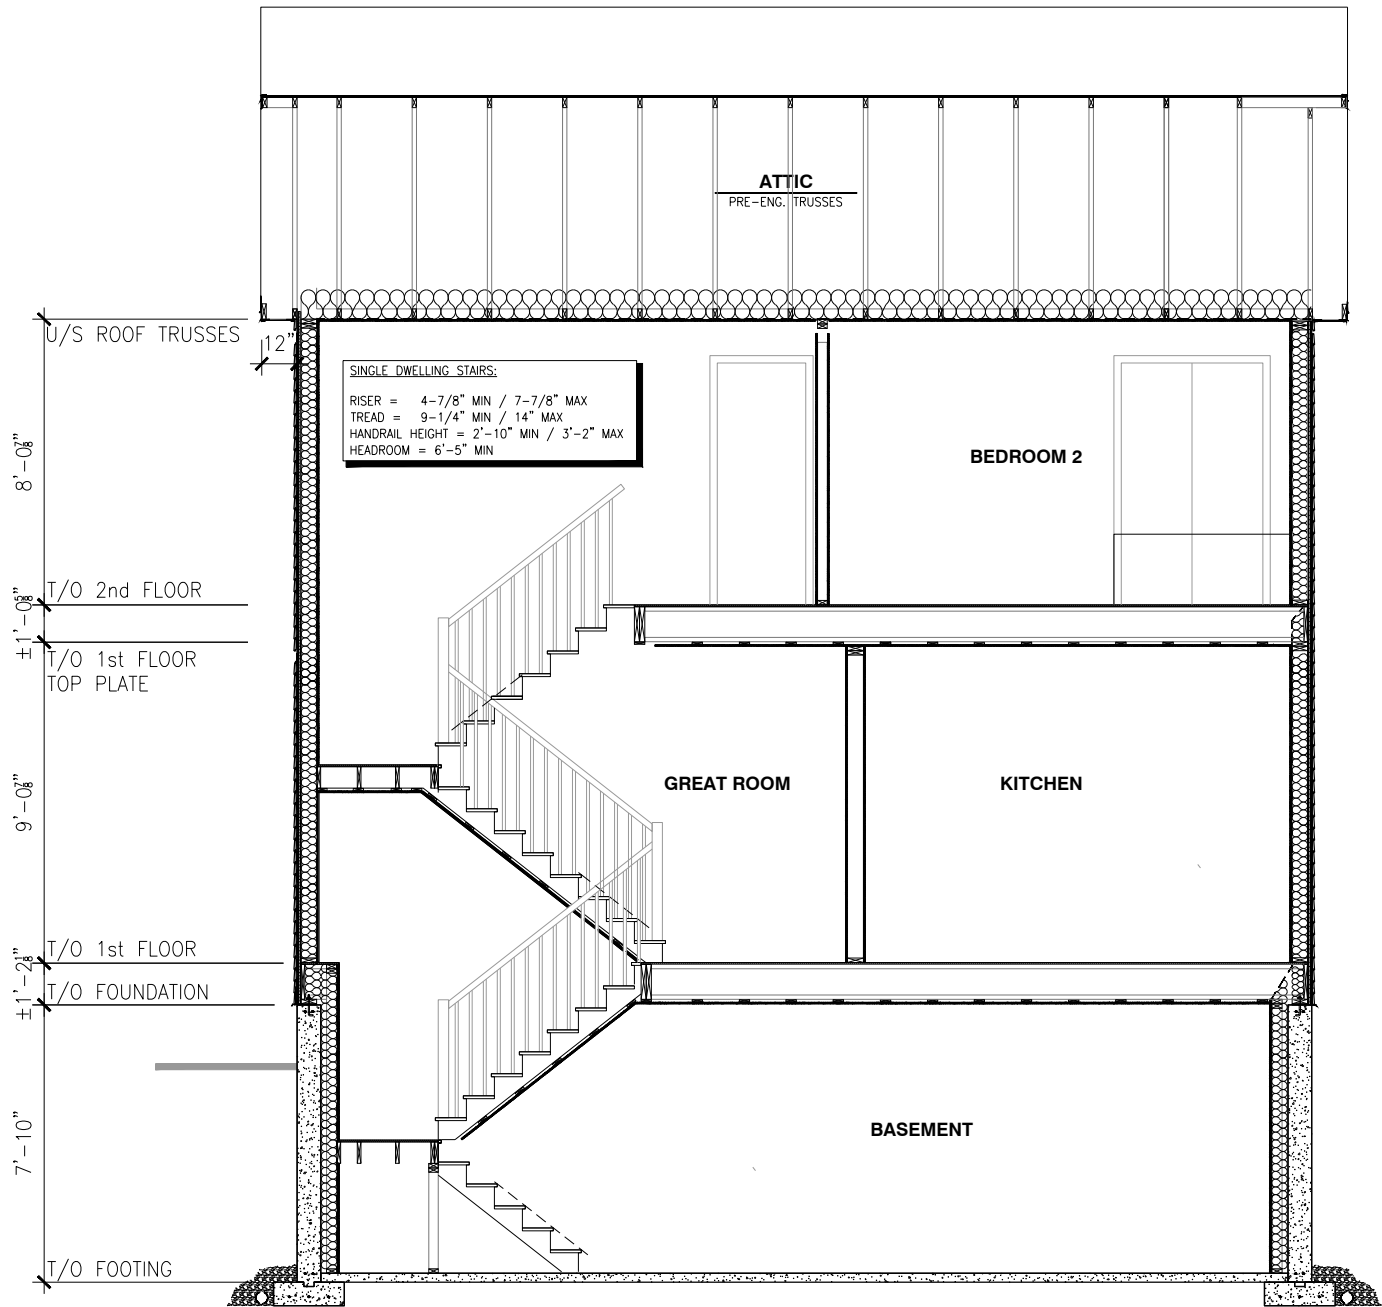 ATTIC
PRE-ENG. TRUSSES
U/S ROOF TRUSSES
12"
SINGLE DWELLING STAIRS:
RISER = 4-7/8" MIN / 7-7/8" MAX
TREAD = 9-1/4" MIN / 14" MAX
HANDRAIL HEIGHT = 2'-10" MIN / 3'-2" MAX
HEADROOM = 6'-5" MIN
8'-0⅞"
BEDROOM 2
T/O 2nd FLOOR
±1'-0⅝"
T/O 1st FLOOR
TOP PLATE
9'-0⅞"
GREAT ROOM
KITCHEN
T/O 1st FLOOR
±1'-2⅛"
T/O FOUNDATION
7'-10"
BASEMENT
T/O FOOTING